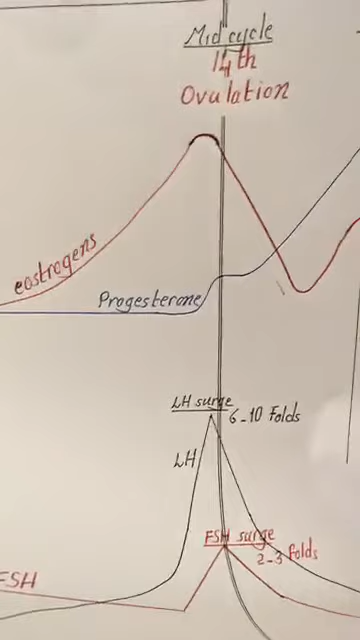 Mid cycle
14th
Ovulation
eostrogens
Progesterone
LH surge
6-10 Folds
LH
FSH surge
2-3 folds
FSH